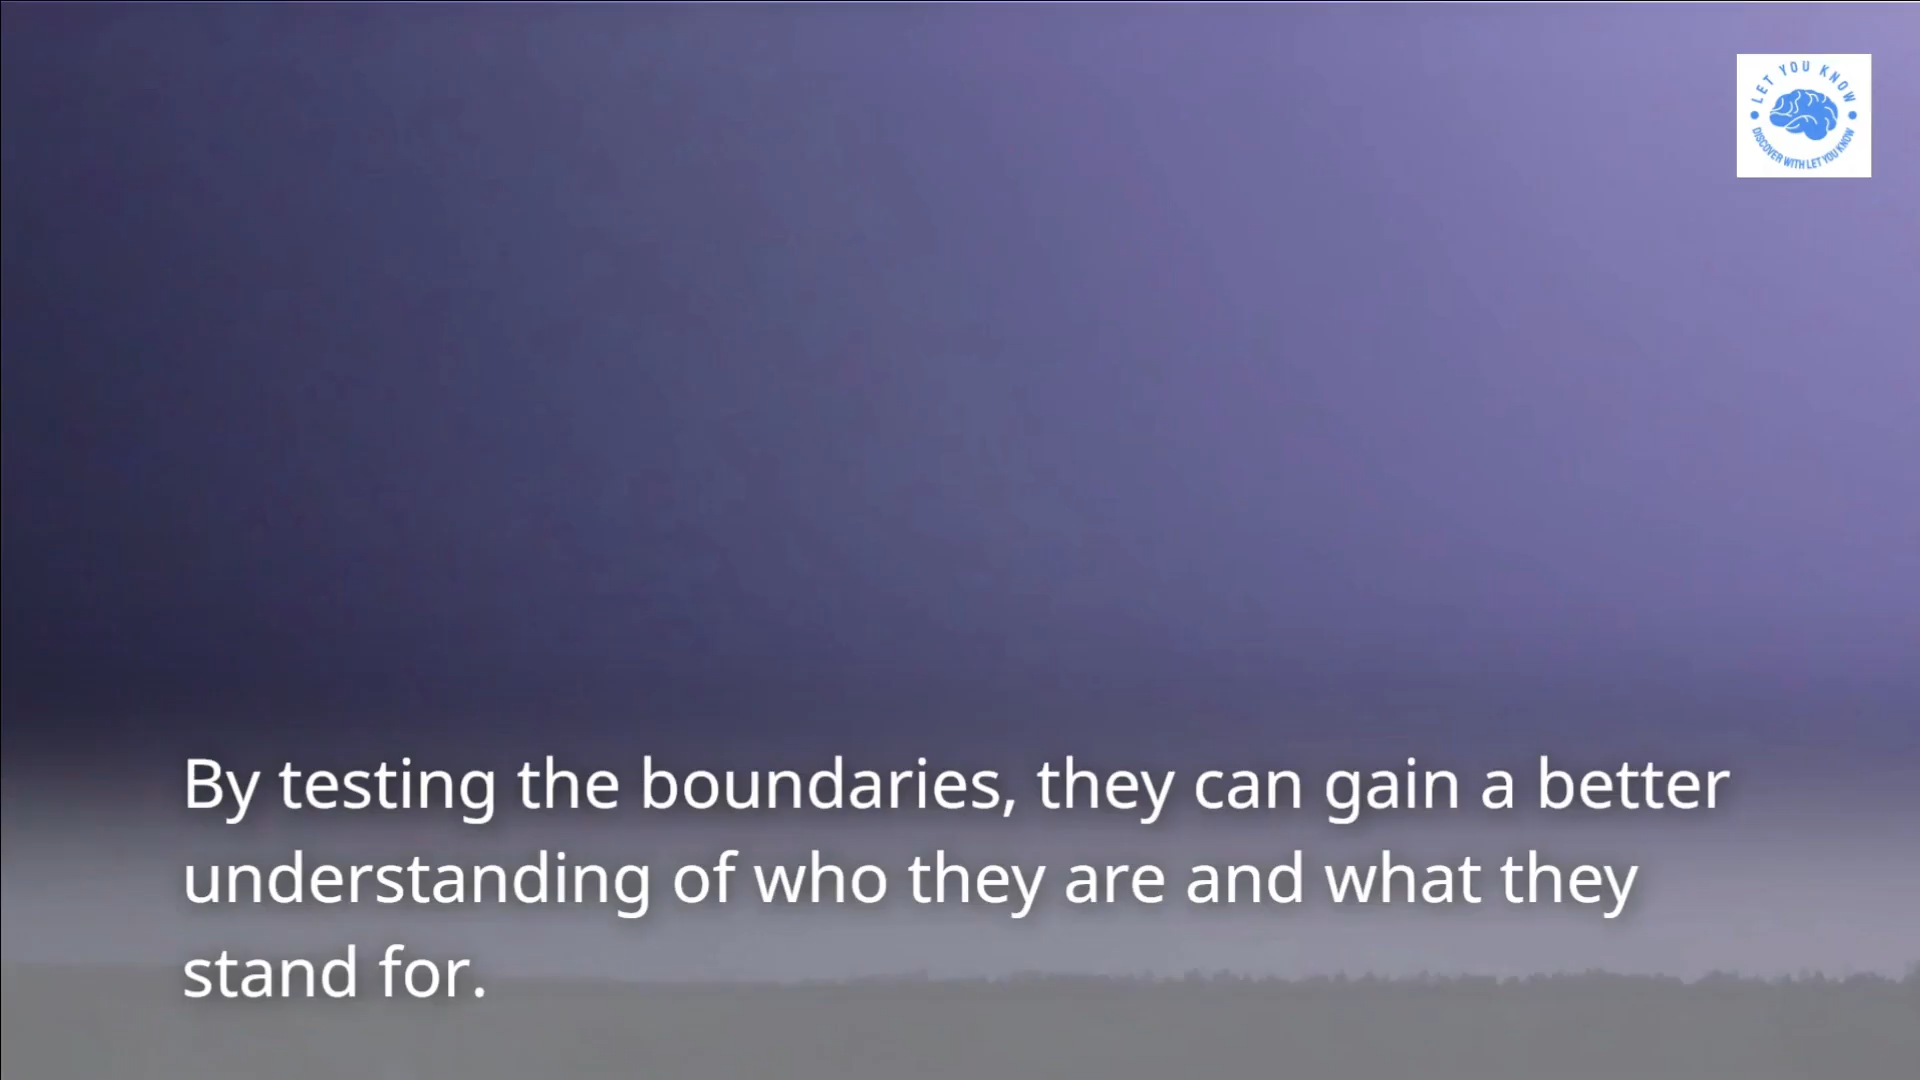 LET YOU KNOW
DISCOVER WITH LET YOU KNOW
By testing the boundaries, they can gain a better
understanding of who they are and what they
stand for.